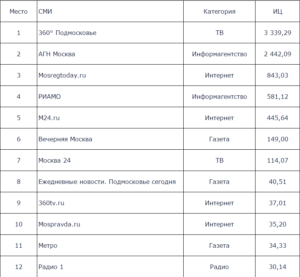 Место СМИ Категория ИЦ
1 360° Подмосковье ТВ 3 339,29
2 АГН Москва Информагентство 2 442,09
3 Mosregtoday.ru Интернет 843,03
4 РИАМО Информагентство 581,12
5 M24.ru Интернет 445,64
6 Вечерняя Москва Газета 149,00
7 Москва 24 ТВ 114,07
8 Ежедневные новости. Подмосковье сегодня Газета 40,51
9 360tv.ru Интернет 37,01
10 Mospravda.ru Интернет 35,20
11 Метро Газета 34,33
12 Радио 1 Радио 30,14